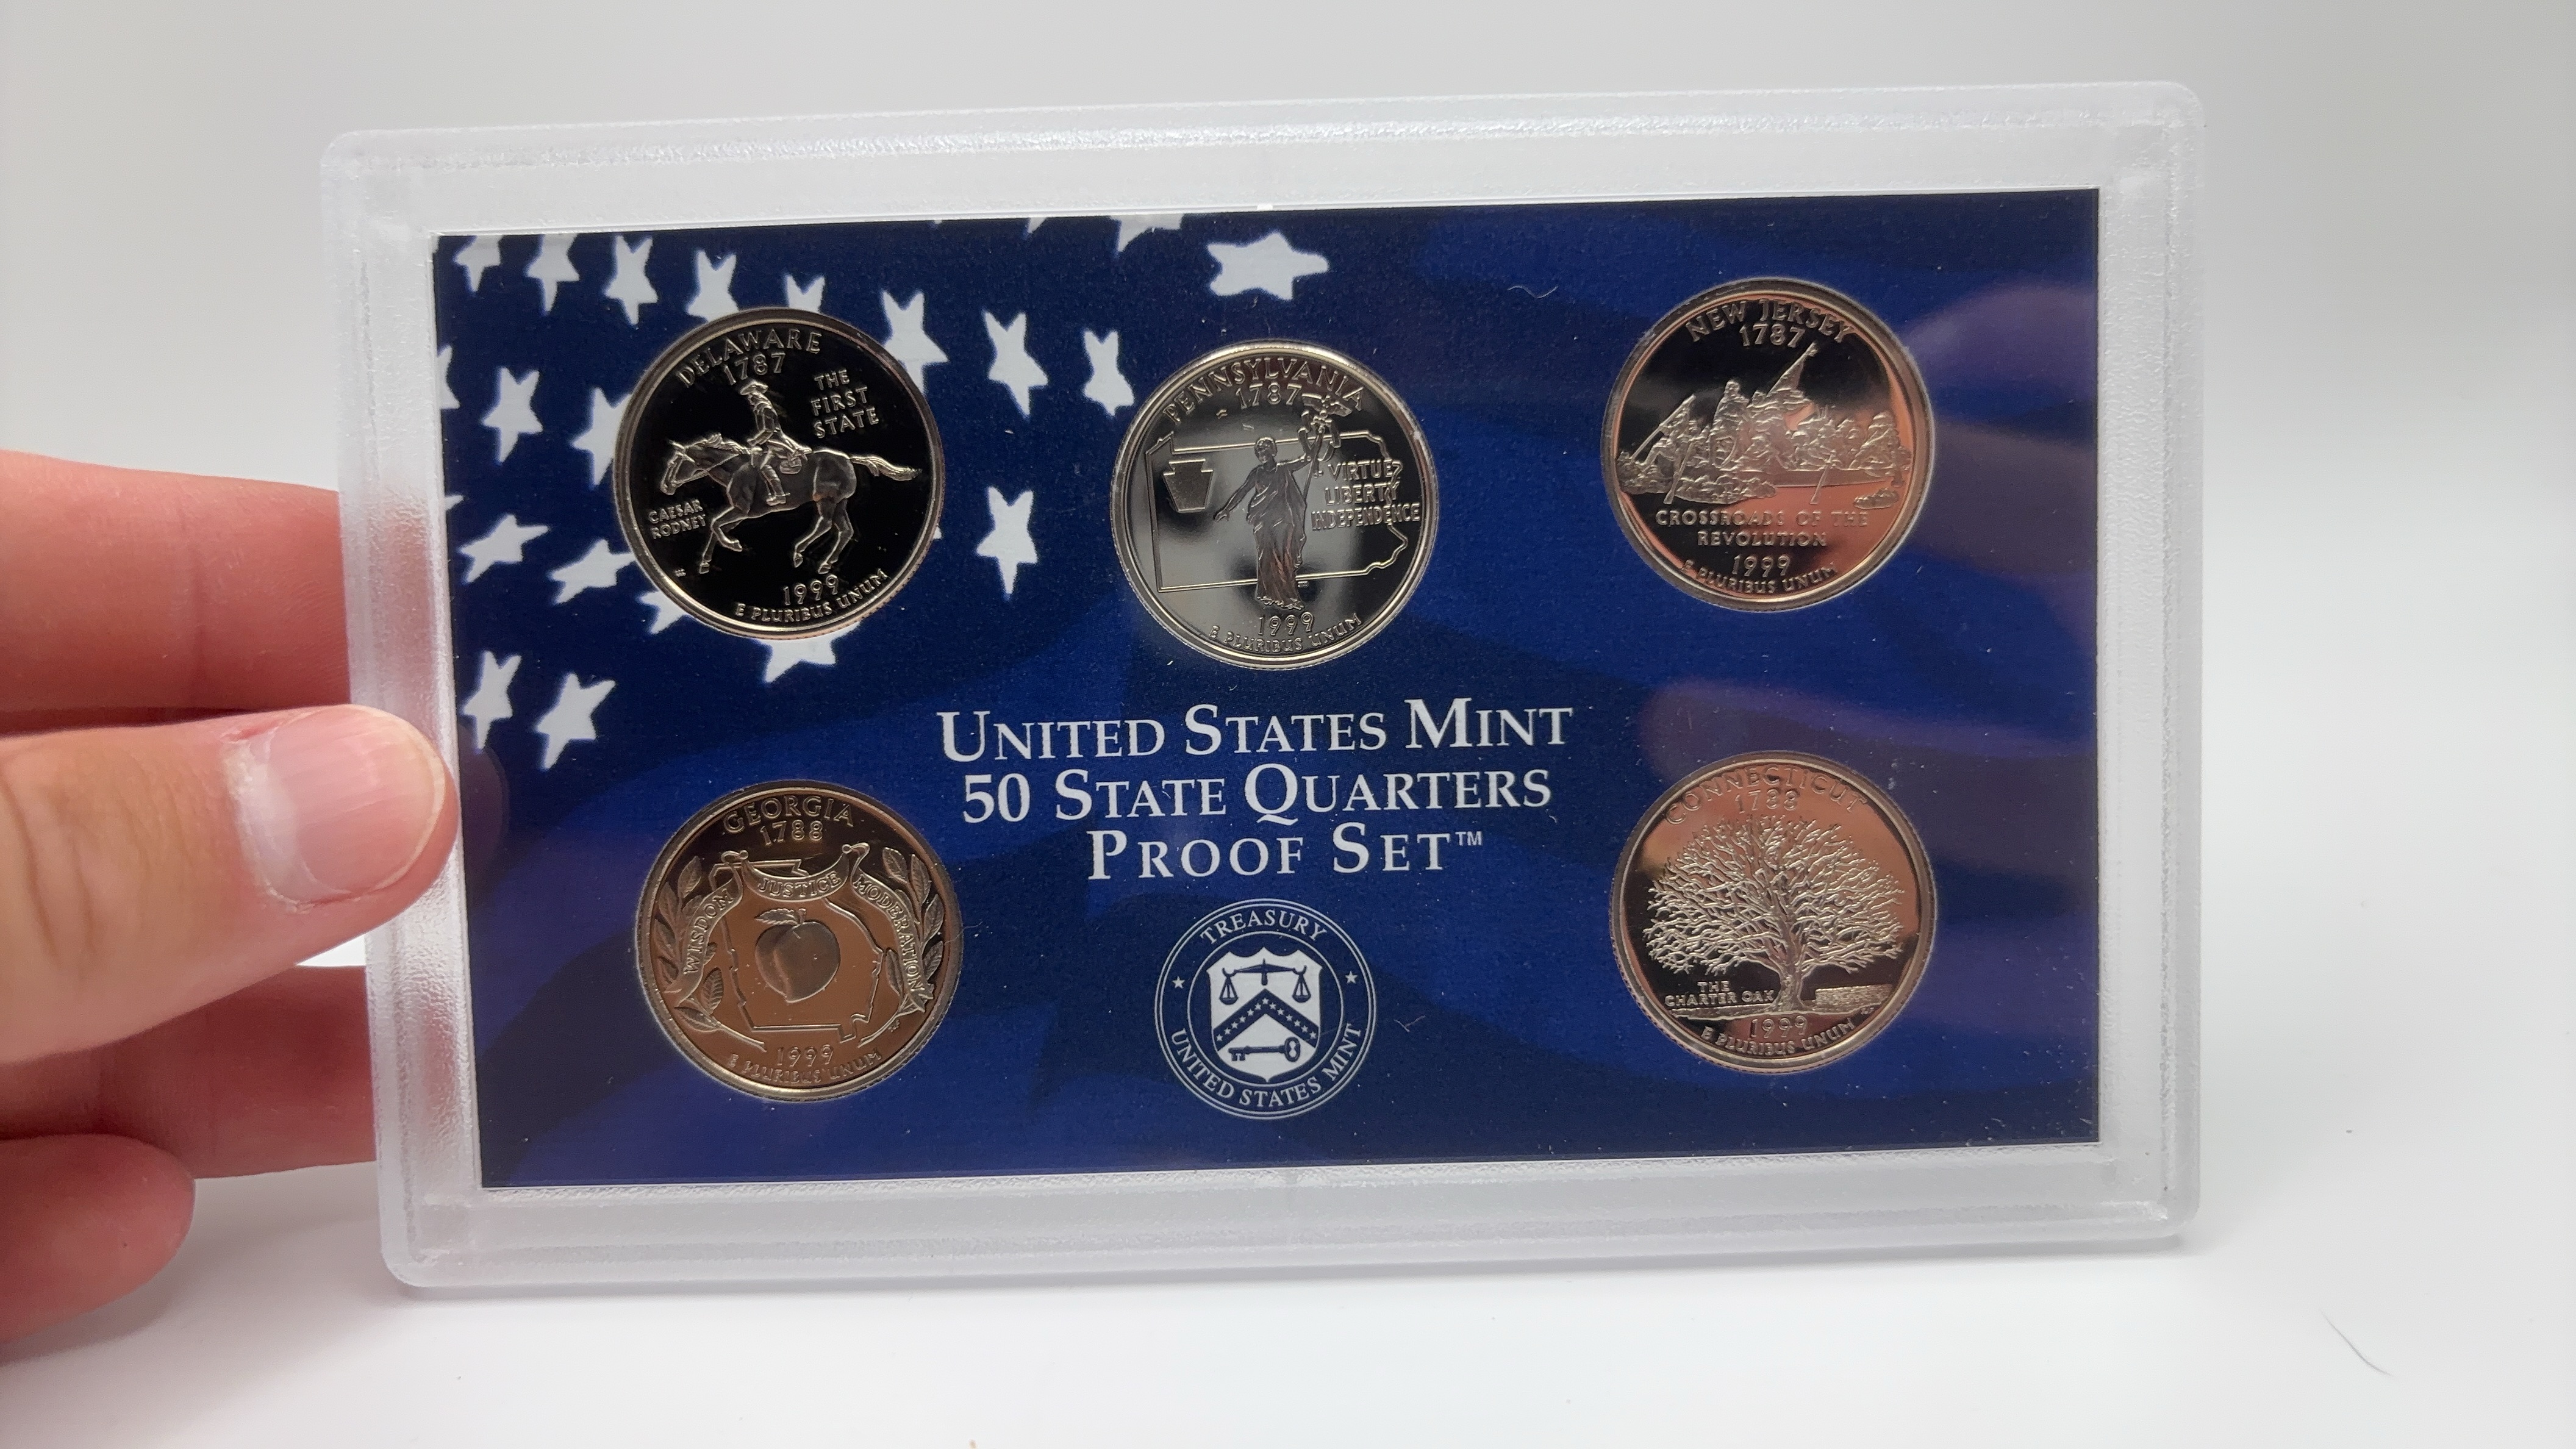 DELAWARE
1787
THE
FIRST
STATE
CAESAR
RODNEY
1999
E PLURIBUS UNUM
PENNSYLVANIA
1787
VIRTUE
LIBERTY
INDEPENDENCE
1999
E PLURIBUS UNUM
NEW JERSEY
1787
CROSSROADS OF THE
REVOLUTION
1999
E PLURIBUS UNUM
UNITED STATES MINT
50 STATE QUARTERS
PROOF SET™
GEORGIA
1788
WISDOM JUSTICE MODERATION
1999
E PLURIBUS UNUM
TREASURY
UNITED STATES MINT
CONNECTICUT
1788
THE
CHARTER OAK
1999
E PLURIBUS UNUM